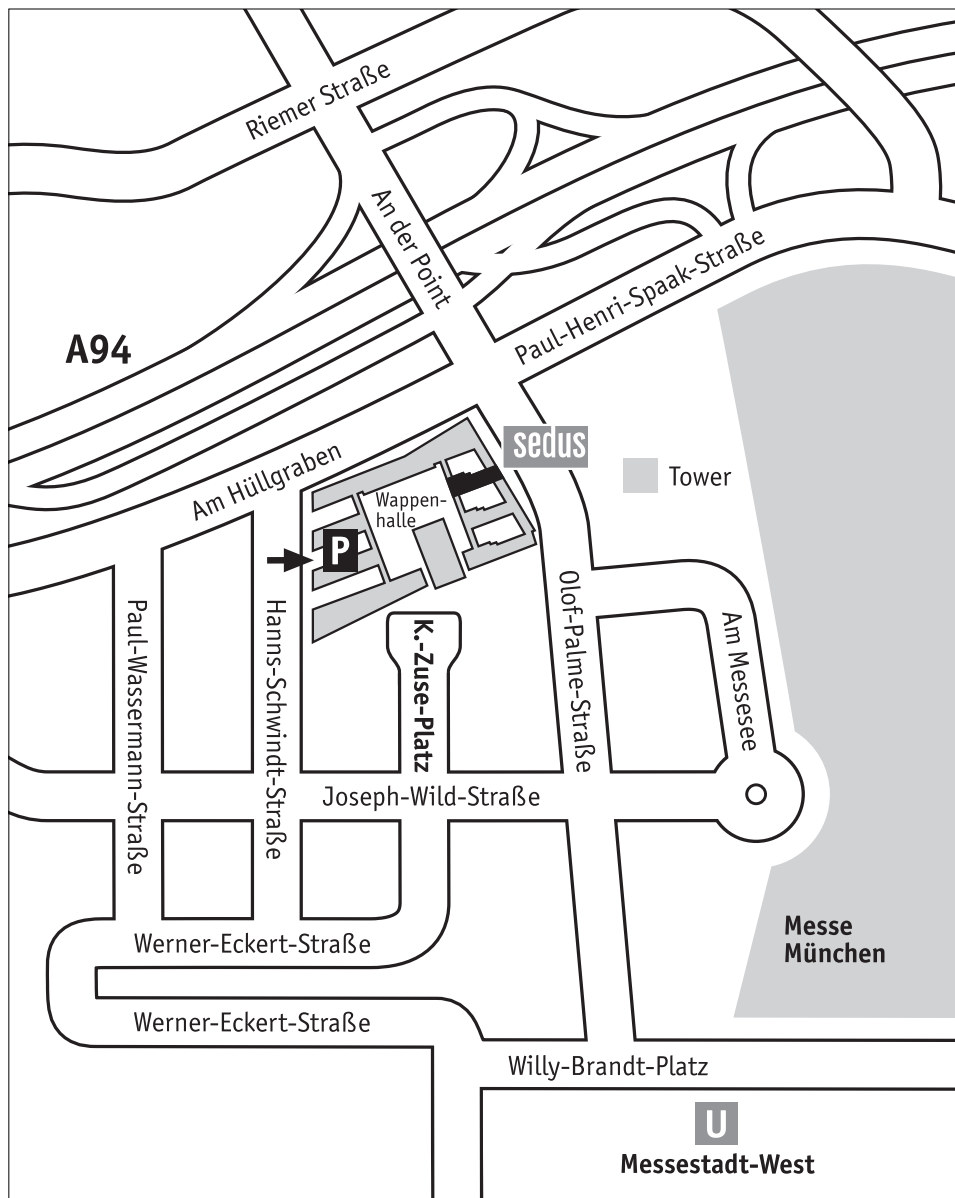 Riemer Straße
An der Point
Paul-Henri-Spaak-Straße
A94
Am Hüllgraben
sedus
Tower
Wappen-
halle
P
Olof-Palme-Straße
Am Messesee
Paul-Wassermann-Straße
Hanns-Schwindt-Straße
K.-Zuse-Platz
Joseph-Wild-Straße
Messe
München
Werner-Eckert-Straße
Werner-Eckert-Straße
Willy-Brandt-Platz
U
Messestadt-West